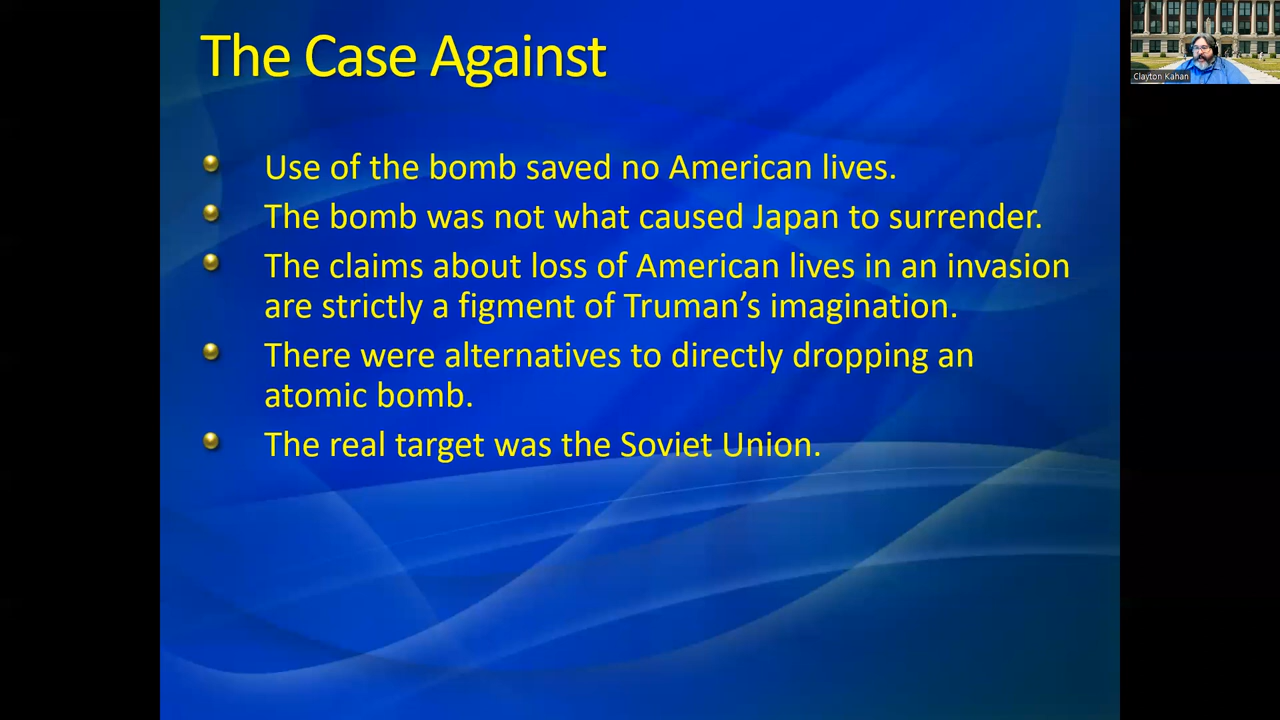 The Case Against
Use of the bomb saved no American lives.
The bomb was not what caused Japan to surrender.
The claims about loss of American lives in an invasion
are strictly a figment of Truman’s imagination.
There were alternatives to directly dropping an
atomic bomb.
The real target was the Soviet Union.
Clayton Kahan